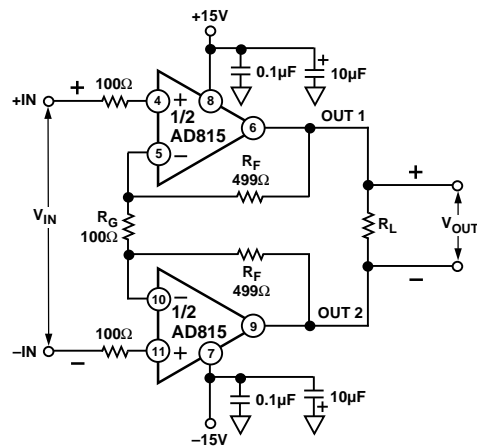 +15V
0.1µF
10µF
+
+IN
+
100Ω
4
+
8
1/2
AD815
6
OUT 1
5
−
R_F
499Ω
V_IN
R_G
100Ω
R_L
+
V_OUT
−
R_F
499Ω
10
−
1/2
AD815
9
OUT 2
−IN
−
100Ω
11
+
7
0.1µF
10µF
+
−15V